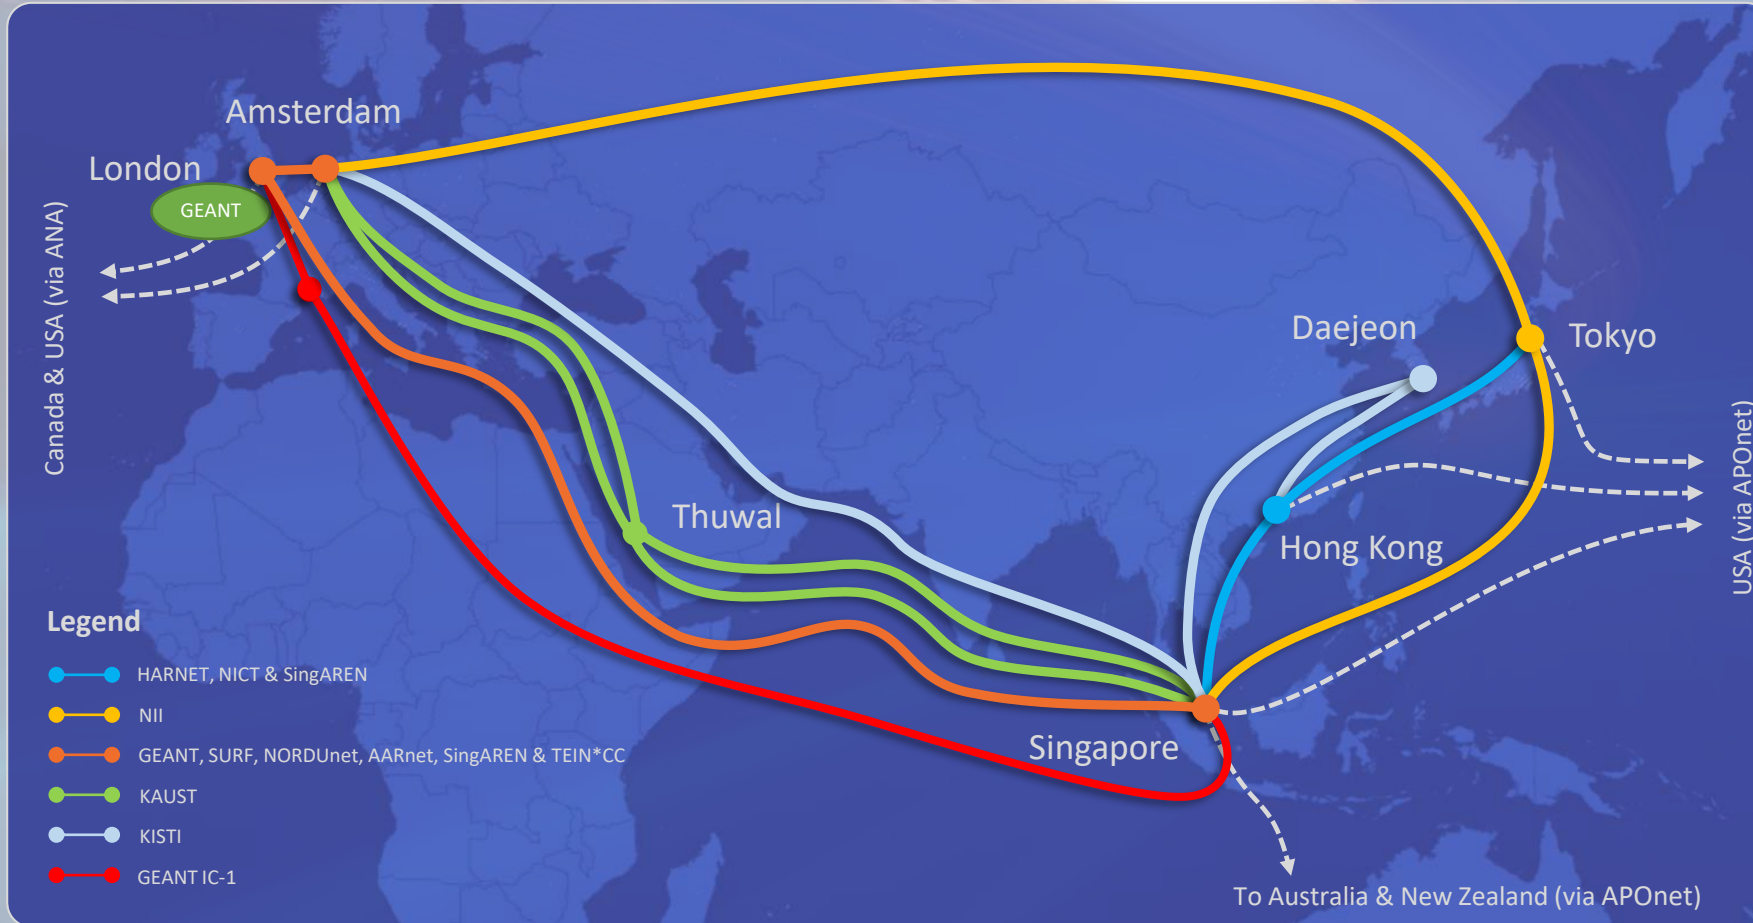 Amsterdam
London
GEANT
Canada & USA (via ANA)
Daejeon
Tokyo
Thuwal
Hong Kong
USA (via APOnet)
Singapore
Legend
HARNET, NICT & SingAREN
NII
GEANT, SURF, NORDUnet, AARnet, SingAREN & TEIN*CC
KAUST
KISTI
GEANT IC-1
To Australia & New Zealand (via APOnet)